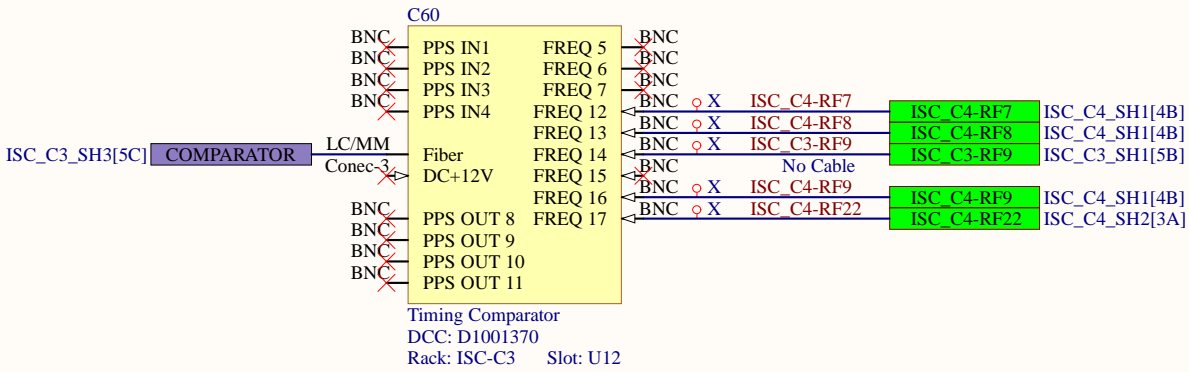 C60
BNC PPS IN1 FREQ 5 BNC
BNC PPS IN2 FREQ 6 BNC
BNC PPS IN3 FREQ 7 BNC
BNC PPS IN4 FREQ 12 BNC X ISC_C4-RF7 ISC_C4-RF7 ISC_C4_SH1[4B]
FREQ 13 BNC X ISC_C4-RF8 ISC_C4-RF8 ISC_C4_SH1[4B]
ISC_C3_SH3[5C] COMPARATOR LC/MM Fiber FREQ 14 BNC X ISC_C3-RF9 ISC_C3-RF9 ISC_C3_SH1[5B]
Conec-3 DC+12V FREQ 15 BNC No Cable
FREQ 16 BNC X ISC_C4-RF9 ISC_C4-RF9 ISC_C4_SH1[4B]
BNC PPS OUT 8 FREQ 17 BNC X ISC_C4-RF22 ISC_C4-RF22 ISC_C4_SH2[3A]
BNC PPS OUT 9
BNC PPS OUT 10
BNC PPS OUT 11
Timing Comparator
DCC: D1001370
Rack: ISC-C3 Slot: U12